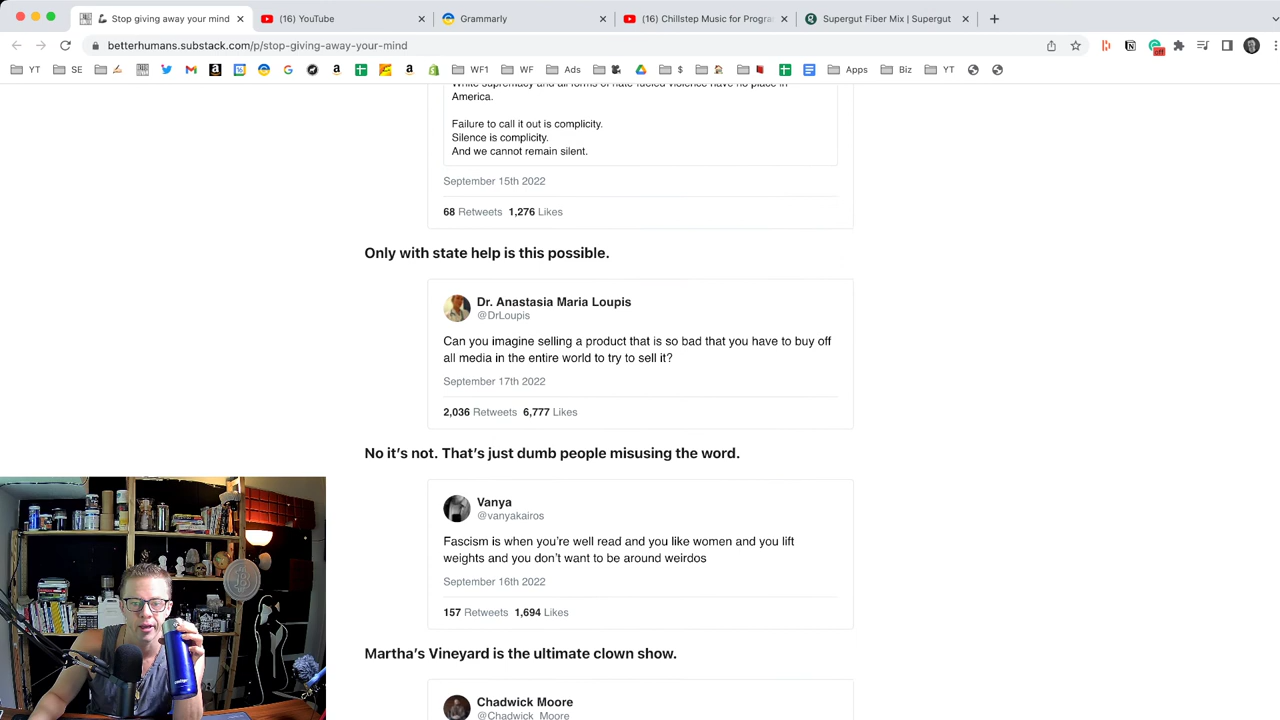 Stop giving away your mind
(16) YouTube
Grammarly
(16) Chillstep Music for Progra
Supergut Fiber Mix | Supergut
betterhumans.substack.com/p/stop-giving-away-your-mind
off
YT
SE
WF1
WF
Ads
$
Apps
Biz
YT
White supremacy and all forms of hate-fueled violence have no place in
America.
Failure to call it out is complicity.
Silence is complicity.
And we cannot remain silent.
September 15th 2022
68 Retweets 1,276 Likes
Only with state help is this possible.
Dr. Anastasia Maria Loupis
@DrLoupis
Can you imagine selling a product that is so bad that you have to buy off
all media in the entire world to try to sell it?
September 17th 2022
2,036 Retweets 6,777 Likes
No it’s not. That’s just dumb people misusing the word.
Vanya
@vanyakairos
Fascism is when you’re well read and you like women and you lift
weights and you don’t want to be around weirdos
September 16th 2022
157 Retweets 1,694 Likes
Martha’s Vineyard is the ultimate clown show.
Chadwick Moore
@Chadwick_Moore